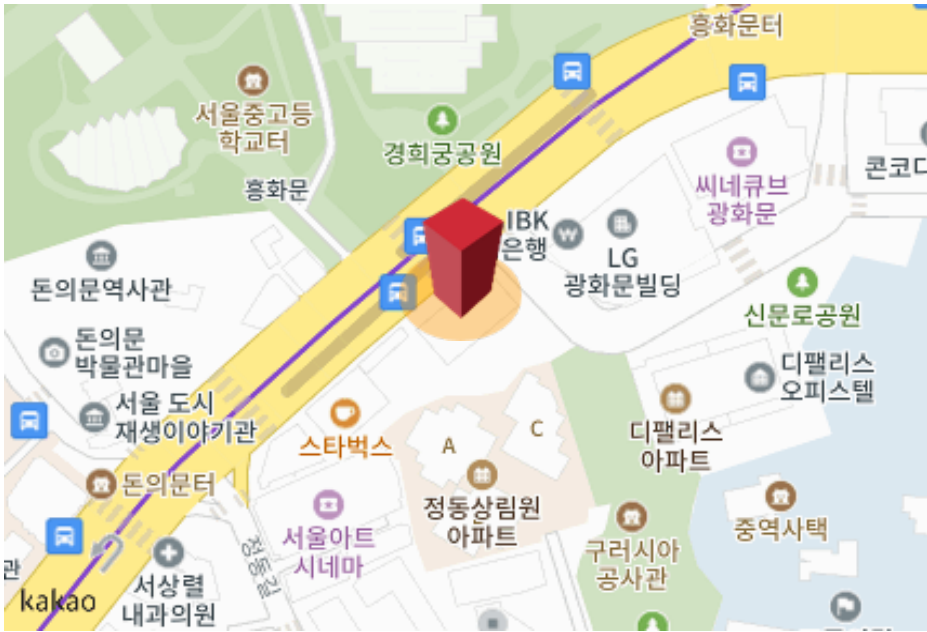 흥화문터
서울중고등
학교터
경희궁공원
씨네큐브
광화문
콘코디
흥화문
IBK
은행
LG
광화문빌딩
돈의문역사관
신문로공원
돈의문
박물관마을
디팰리스
오피스텔
서울 도시
재생이야기관
스타벅스
A
C
디팰리스
아파트
돈의문터
정동상림원
아파트
중역사택
서울아트
시네마
구러시아
공사관
정동길
관
서상렬
내과의원
kakao